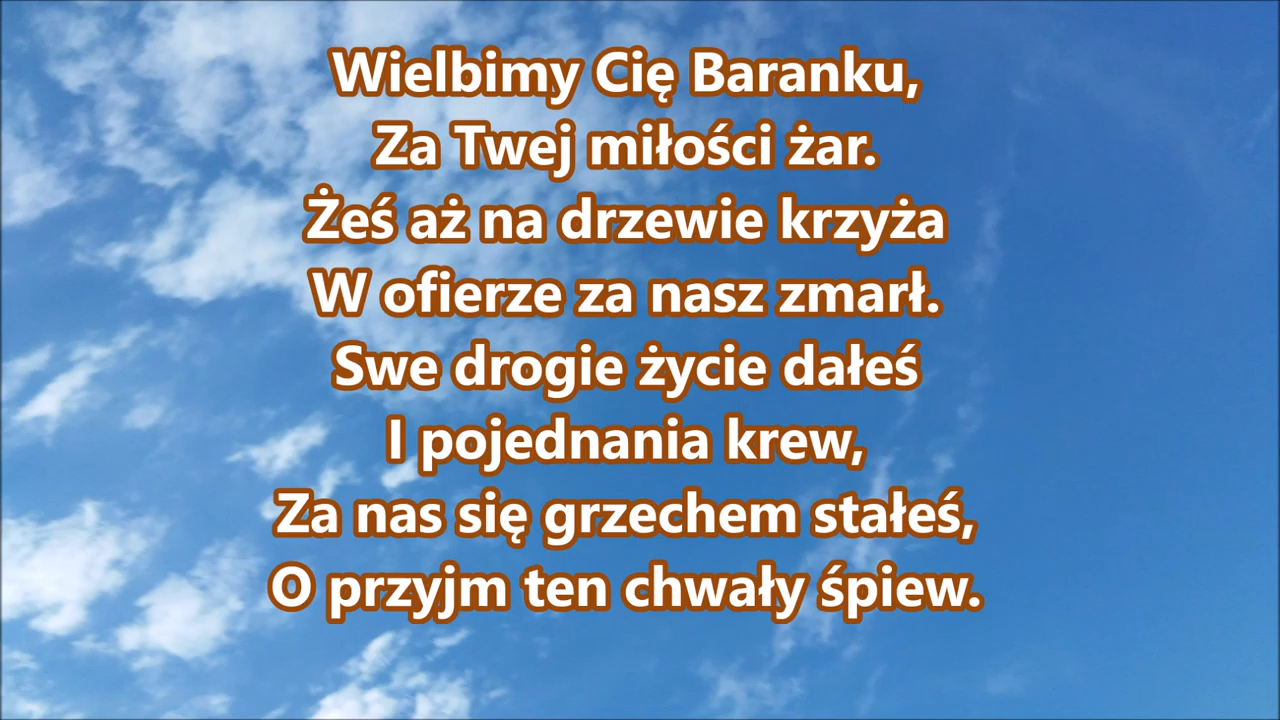 Wielbimy Cię Baranku,
Za Twej miłości żar.
Żeś aż na drzewie krzyża
W ofierze za nasz zmarł.
Swe drogie życie dałeś
I pojednania krew,
Za nas się grzechem stałeś,
O przyjm ten chwały śpiew.